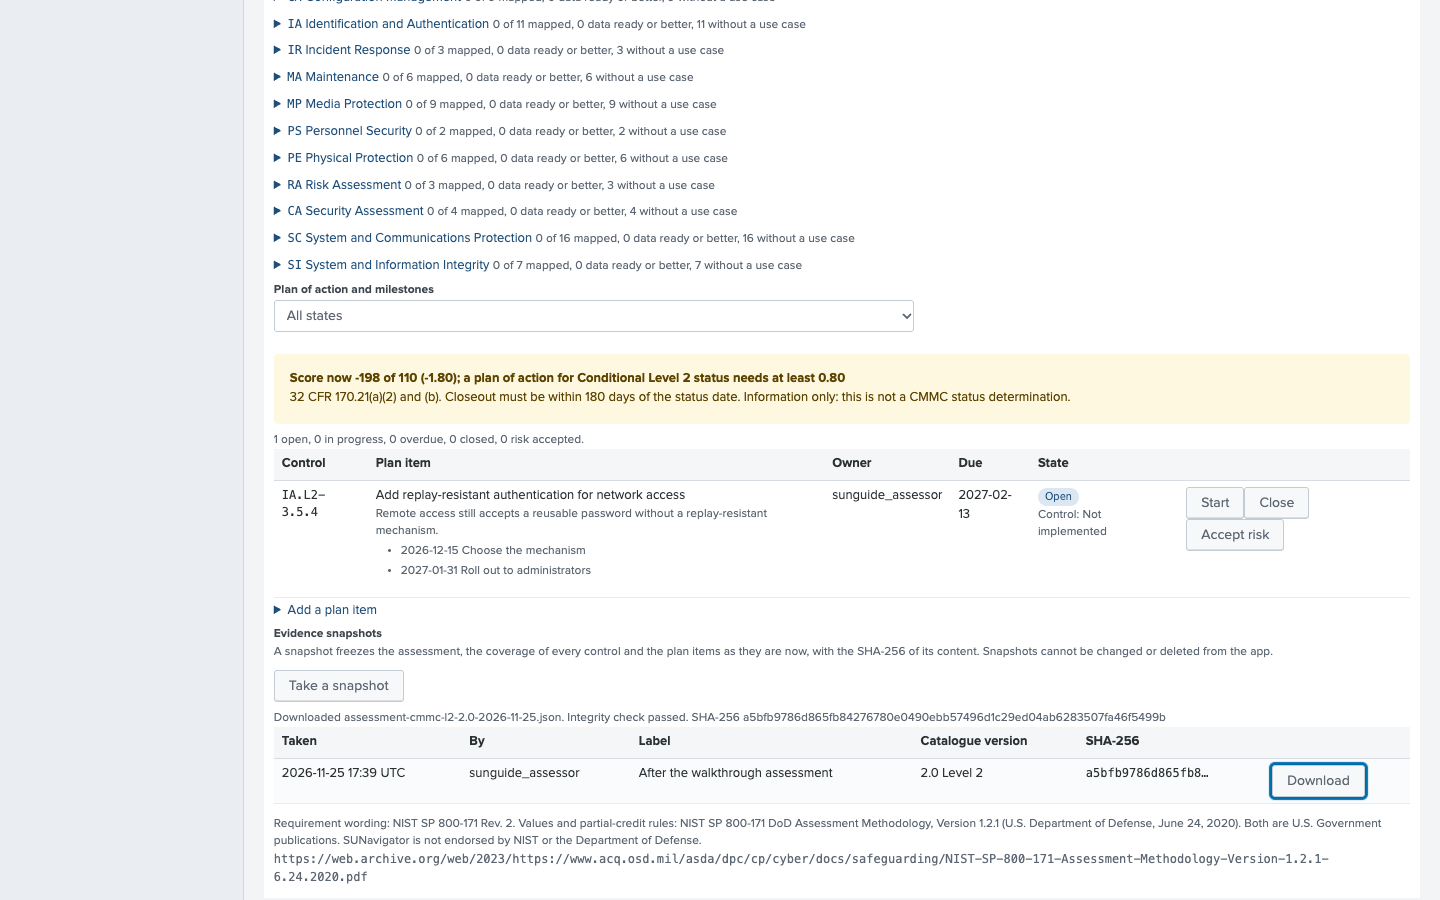 IA Identification and Authentication 0 of 11 mapped, 0 data ready or better, 11 without a use case
IR Incident Response 0 of 3 mapped, 0 data ready or better, 3 without a use case
MA Maintenance 0 of 6 mapped, 0 data ready or better, 6 without a use case
MP Media Protection 0 of 9 mapped, 0 data ready or better, 9 without a use case
PS Personnel Security 0 of 2 mapped, 0 data ready or better, 2 without a use case
PE Physical Protection 0 of 6 mapped, 0 data ready or better, 6 without a use case
RA Risk Assessment 0 of 3 mapped, 0 data ready or better, 3 without a use case
CA Security Assessment 0 of 4 mapped, 0 data ready or better, 4 without a use case
SC System and Communications Protection 0 of 16 mapped, 0 data ready or better, 16 without a use case
SI System and Information Integrity 0 of 7 mapped, 0 data ready or better, 7 without a use case
Plan of action and milestones
All states
Score now -198 of 110 (-1.80); a plan of action for Conditional Level 2 status needs at least 0.80
32 CFR 170.21(a)(2) and (b). Closeout must be within 180 days of the status date. Information only: this is not a CMMC status determination.
1 open, 0 in progress, 0 overdue, 0 closed, 0 risk accepted.
Control Plan item Owner Due State
IA.L2-3.5.4 Add replay-resistant authentication for network access sunguide_assessor 2027-02-13 Open Start Close
Remote access still accepts a reusable password without a replay-resistant mechanism. Control: Not implemented Accept risk
• 2026-12-15 Choose the mechanism
• 2027-01-31 Roll out to administrators
Add a plan item
Evidence snapshots
A snapshot freezes the assessment, the coverage of every control and the plan items as they are now, with the SHA-256 of its content. Snapshots cannot be changed or deleted from the app.
Take a snapshot
Downloaded assessment-cmmc-l2-2.0-2026-11-25.json. Integrity check passed. SHA-256 a5bfb9786d865fb84276780e0490ebb57496d1c29ed04ab6283507fa46f5499b
Taken By Label Catalogue version SHA-256
2026-11-25 17:39 UTC sunguide_assessor After the walkthrough assessment 2.0 Level 2 a5bfb9786d865fb8… Download
Requirement wording: NIST SP 800-171 Rev. 2. Values and partial-credit rules: NIST SP 800-171 DoD Assessment Methodology, Version 1.2.1 (U.S. Department of Defense, June 24, 2020). Both are U.S. Government
publications. SUNavigator is not endorsed by NIST or the Department of Defense.
https://web.archive.org/web/2023/https://www.acq.osd.mil/asda/dpc/cp/cyber/docs/safeguarding/NIST-SP-800-171-Assessment-Methodology-Version-1.2.1-
6.24.2020.pdf